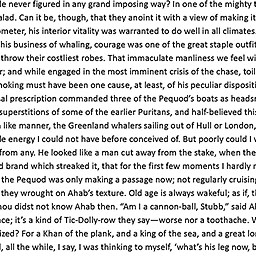 le never figured in any grand imposing way? In one of the mighty t
alad. Can it be, though, that they anoint it with a view of making it
ometer, his interior vitality was warranted to do well in all climates.
his business of whaling, courage was one of the great staple outfit
throw their costliest robes. That immaculate manliness we feel wi
r; and while engaged in the most imminent crisis of the chase, toil
moking must have been one cause, at least, of his peculiar dispositi
al prescription commanded three of the Pequod's boats as heads
superstitions of some of the earlier Puritans, and half-believed this
n like manner, the Greenland whalers sailing out of Hull or London,
le energy I could not have before conceived of. But poorly could I
from any. He looked like a man cut away from the stake, when the
d brand which streaked it, that for the first few moments I hardly r
the Pequod was only making a passage now; not regularly cruising
they wrought on Ahab's texture. Old age is always wakeful; as if, th
hou didst not know Ahab then. “Am I a cannon-ball, Stubb,” said Al
ce; it's a kind of Tic-Dolly-row they say—worse nor a toothache. W
ized? For a Khan of the plank, and a king of the sea, and a great lo
l, all the while, I say, I was thinking to myself, ‘what's his leg now, b